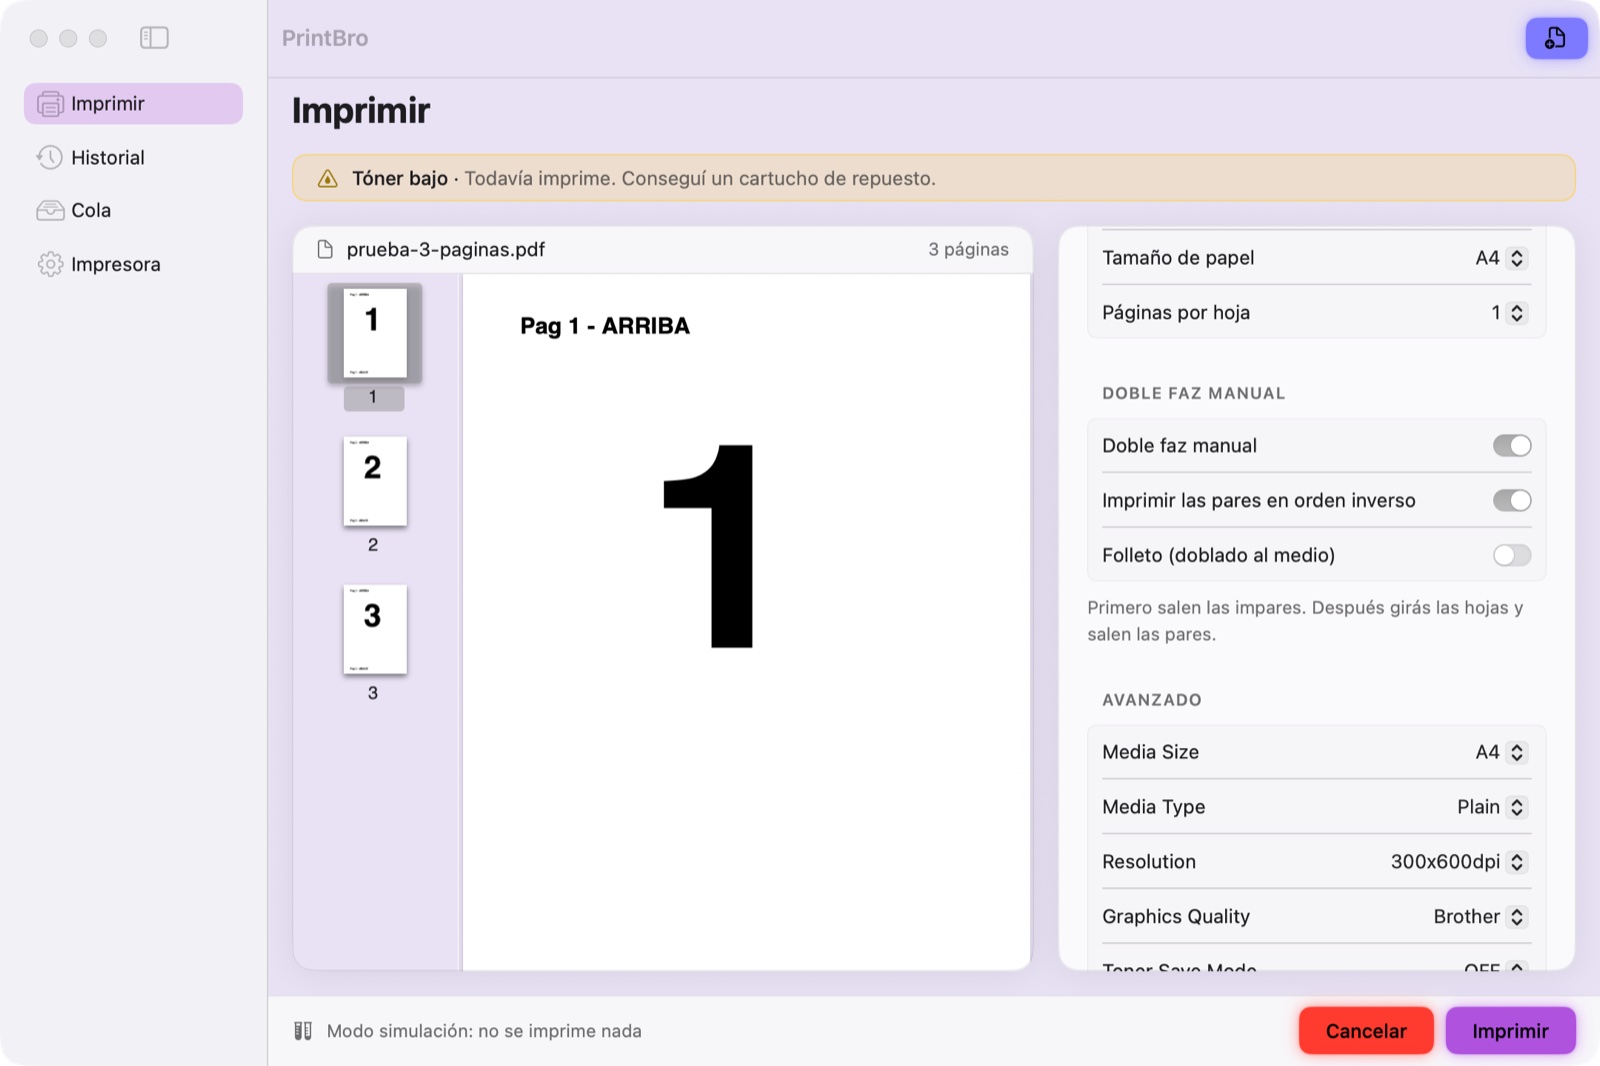 PrintBro
Imprimir
Historial
Cola
Impresora
Imprimir
Tóner bajo · Todavía imprime. Conseguí un cartucho de repuesto.
prueba-3-paginas.pdf
3 páginas
1
1
2
2
3
3
Pag 1 - ARRIBA
1
Tamaño de papel
A4
Páginas por hoja
1
DOBLE FAZ MANUAL
Doble faz manual
Imprimir las pares en orden inverso
Folleto (doblado al medio)
Primero salen las impares. Después girás las hojas y
salen las pares.
AVANZADO
Media Size
A4
Media Type
Plain
Resolution
300x600dpi
Graphics Quality
Brother
Toner Save Mode
OFF
Modo simulación: no se imprime nada
Cancelar
Imprimir